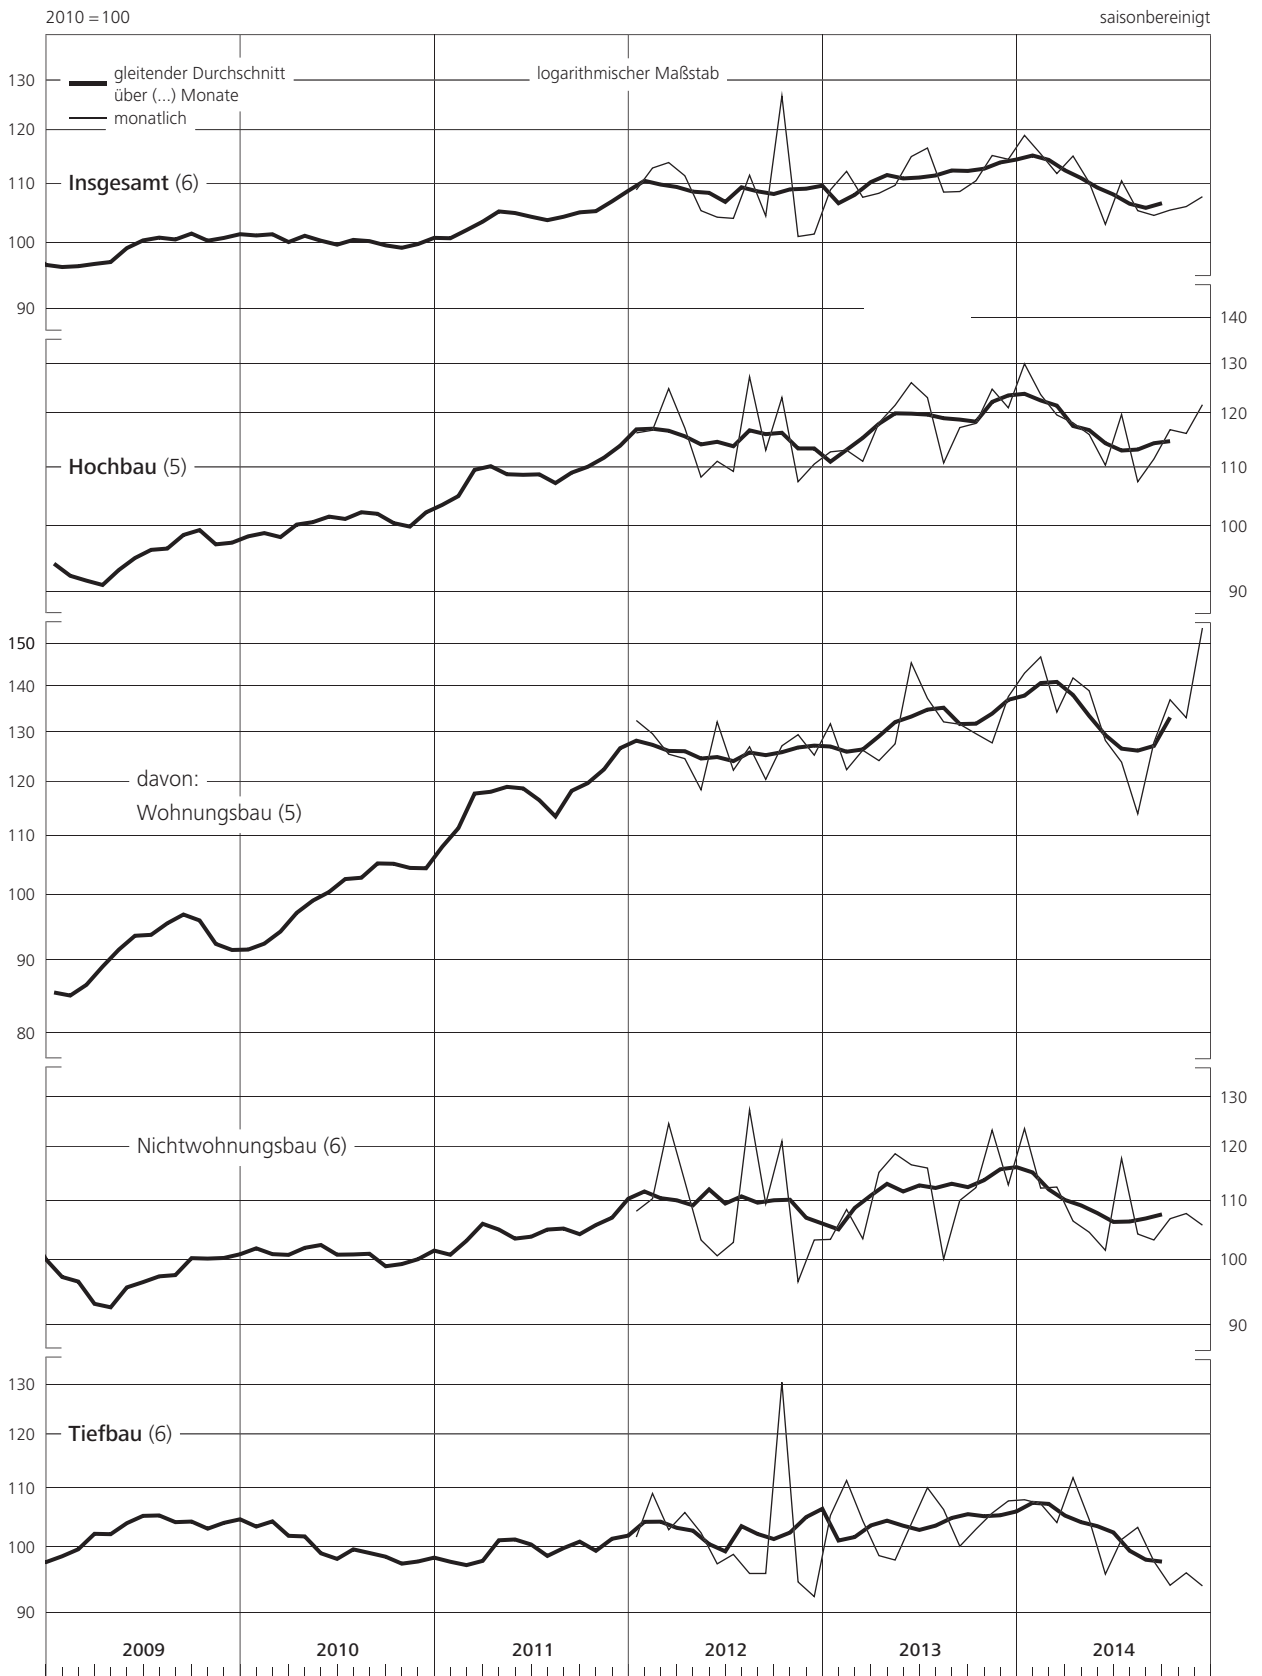 2010 = 100
saisonbereinigt
130
gleitender Durchschnitt
über (...) Monate
monatlich
logarithmischer Maßstab
120
Insgesamt (6)
110
100
90
140
130
120
Hochbau (5)
110
100
90
150
140
130
davon:
120
Wohnungsbau (5)
110
100
90
80
130
Nichtwohnungsbau (6)
120
110
100
90
130
Tiefbau (6)
120
110
100
90
2009 2010 2011 2012 2013 2014